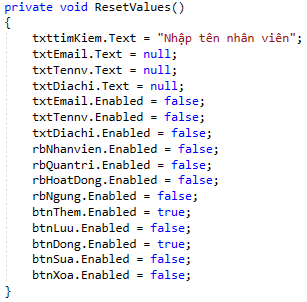 private void ResetValues()
{
txttimKiem.Text = "Nhập tên nhân viên";
txtEmail.Text = null;
txtTennv.Text = null;
txtDiachi.Text = null;
txtEmail.Enabled = false;
txtTennv.Enabled = false;
txtDiachi.Enabled = false;
rbNhanvien.Enabled = false;
rbQuantri.Enabled = false;
rbHoatDong.Enabled = false;
rbNgung.Enabled = false;
btnThem.Enabled = true;
btnLuu.Enabled = false;
btnDong.Enabled = true;
btnSua.Enabled = false;
btnXoa.Enabled = false;
}